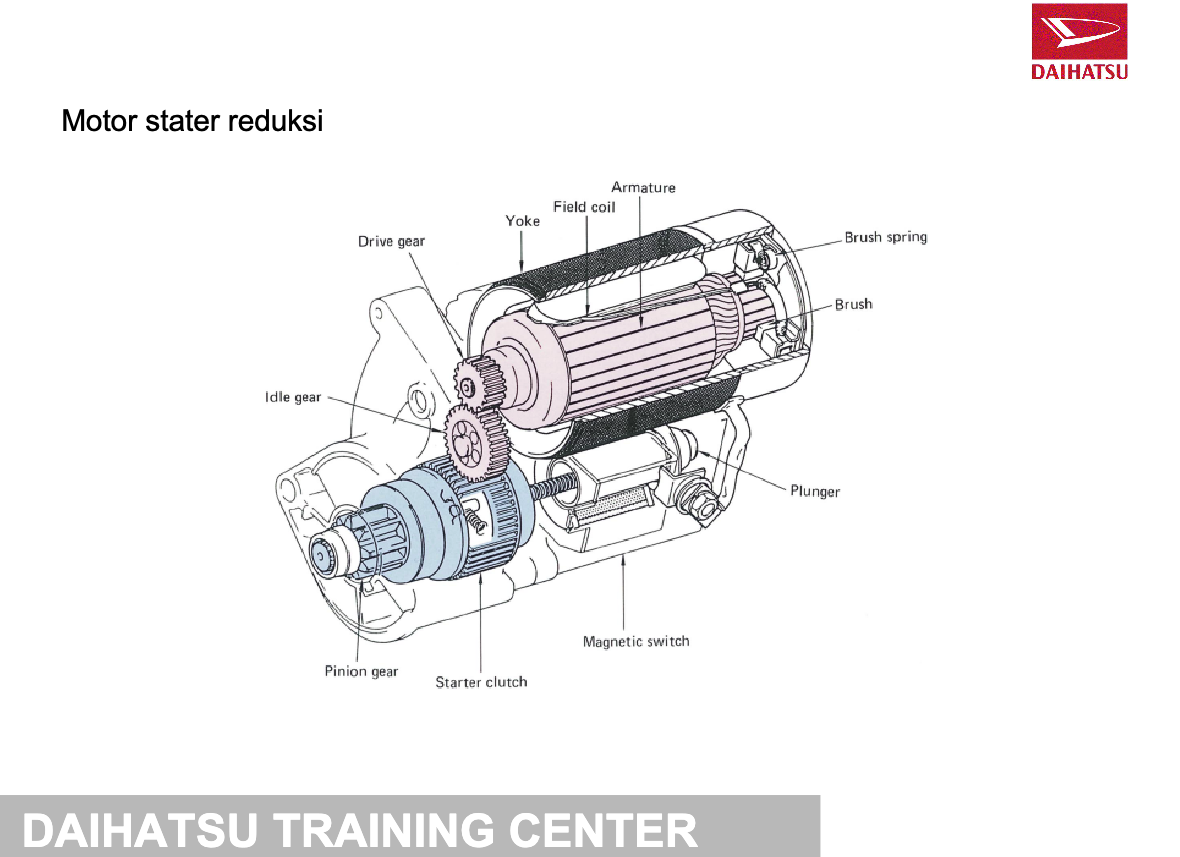 DAIHATSU
Motor stater reduksi
Armature
Field coil
Yoke
Drive gear
Brush spring
Brush
Idle gear
Plunger
Magnetic switch
Pinion gear
Starter clutch
DAIHATSU TRAINING CENTER